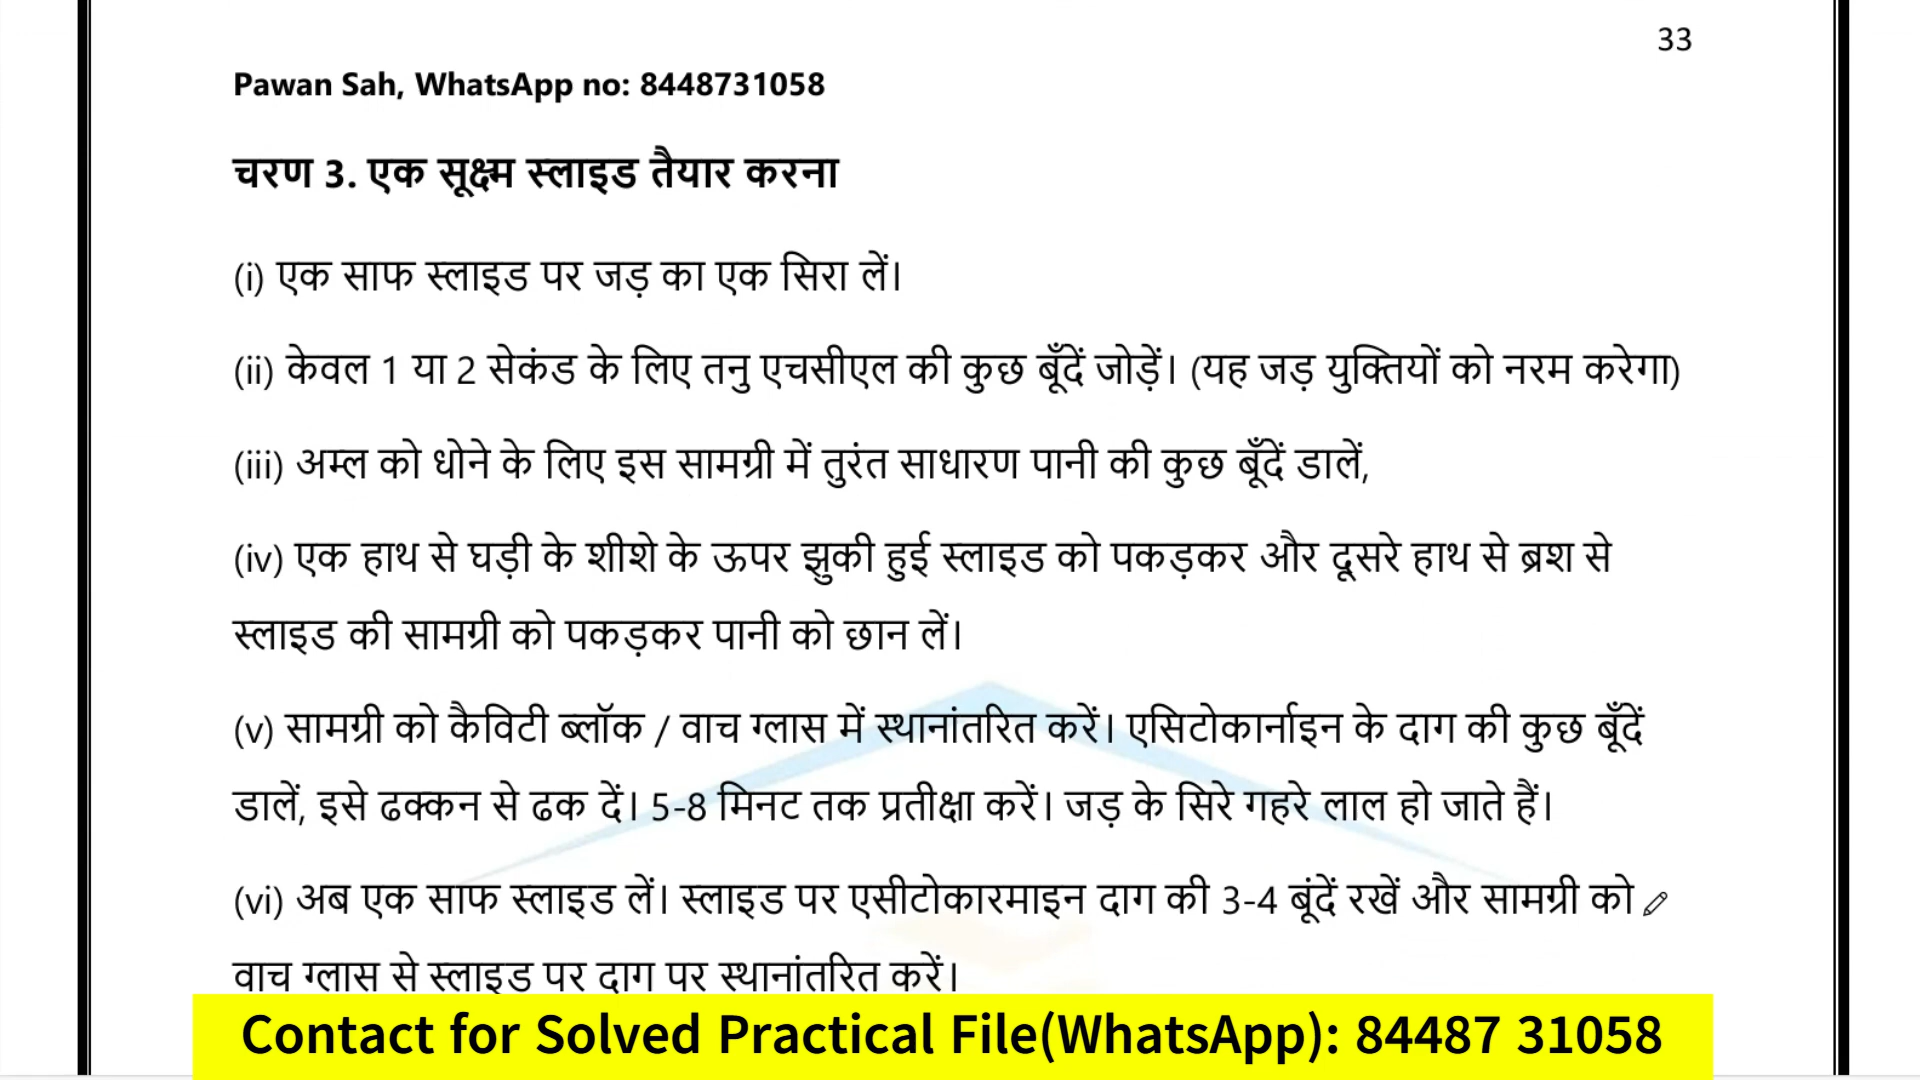 33
Pawan Sah, WhatsApp no: 8448731058
चरण 3. एक सूक्ष्म स्लाइड तैयार करना
(i) एक साफ स्लाइड पर जड़ का एक सिरा लें।
(ii) केवल 1 या 2 सेकंड के लिए तनु एचसीएल की कुछ बूँदें जोड़ें। (यह जड़ युक्तियों को नरम करेगा)
(iii) अम्ल को धोने के लिए इस सामग्री में तुरंत साधारण पानी की कुछ बूँदें डालें,
(iv) एक हाथ से घड़ी के शीशे के ऊपर झुकी हुई स्लाइड को पकड़कर और दूसरे हाथ से ब्रश से
स्लाइड की सामग्री को पकड़कर पानी को छान लें।
(v) सामग्री को कैविटी ब्लॉक / वाच ग्लास में स्थानांतरित करें। एसिटोकार्नाइन के दाग की कुछ बूँदें
डालें, इसे ढक्कन से ढक दें। 5-8 मिनट तक प्रतीक्षा करें। जड़ के सिरे गहरे लाल हो जाते हैं।
(vi) अब एक साफ स्लाइड लें। स्लाइड पर एसीटोकारमाइन दाग की 3-4 बूंदें रखें और सामग्री को
वाच ग्लास से स्लाइड पर दाग पर स्थानांतरित करें।
Contact for Solved Practical File(WhatsApp): 84487 31058